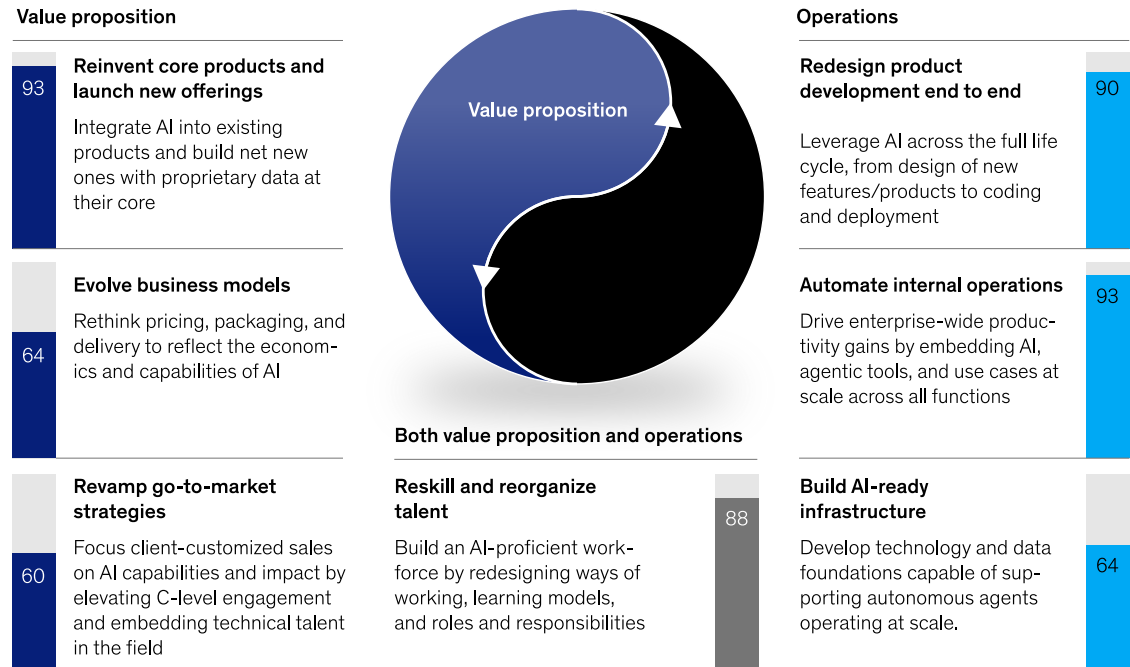 Value proposition
93
Reinvent core products and
launch new offerings
Integrate AI into existing
products and build net new
ones with proprietary data at
their core
64
Evolve business models
Rethink pricing, packaging, and
delivery to reflect the econom-
ics and capabilities of AI
60
Revamp go-to-market
strategies
Focus client-customized sales
on AI capabilities and impact by
elevating C-level engagement
and embedding technical talent
in the field
Value proposition
Both value proposition and operations
Reskill and reorganize
talent
Build an AI-proficient work-
force by redesigning ways of
working, learning models,
and roles and responsibilities
88
Operations
Redesign product
development end to end
Leverage AI across the full life
cycle, from design of new
features/products to coding
and deployment
90
Automate internal operations
Drive enterprise-wide produc-
tivity gains by embedding AI,
agentic tools, and use cases at
scale across all functions
93
Build AI-ready
infrastructure
Develop technology and data
foundations capable of sup-
porting autonomous agents
operating at scale.
64